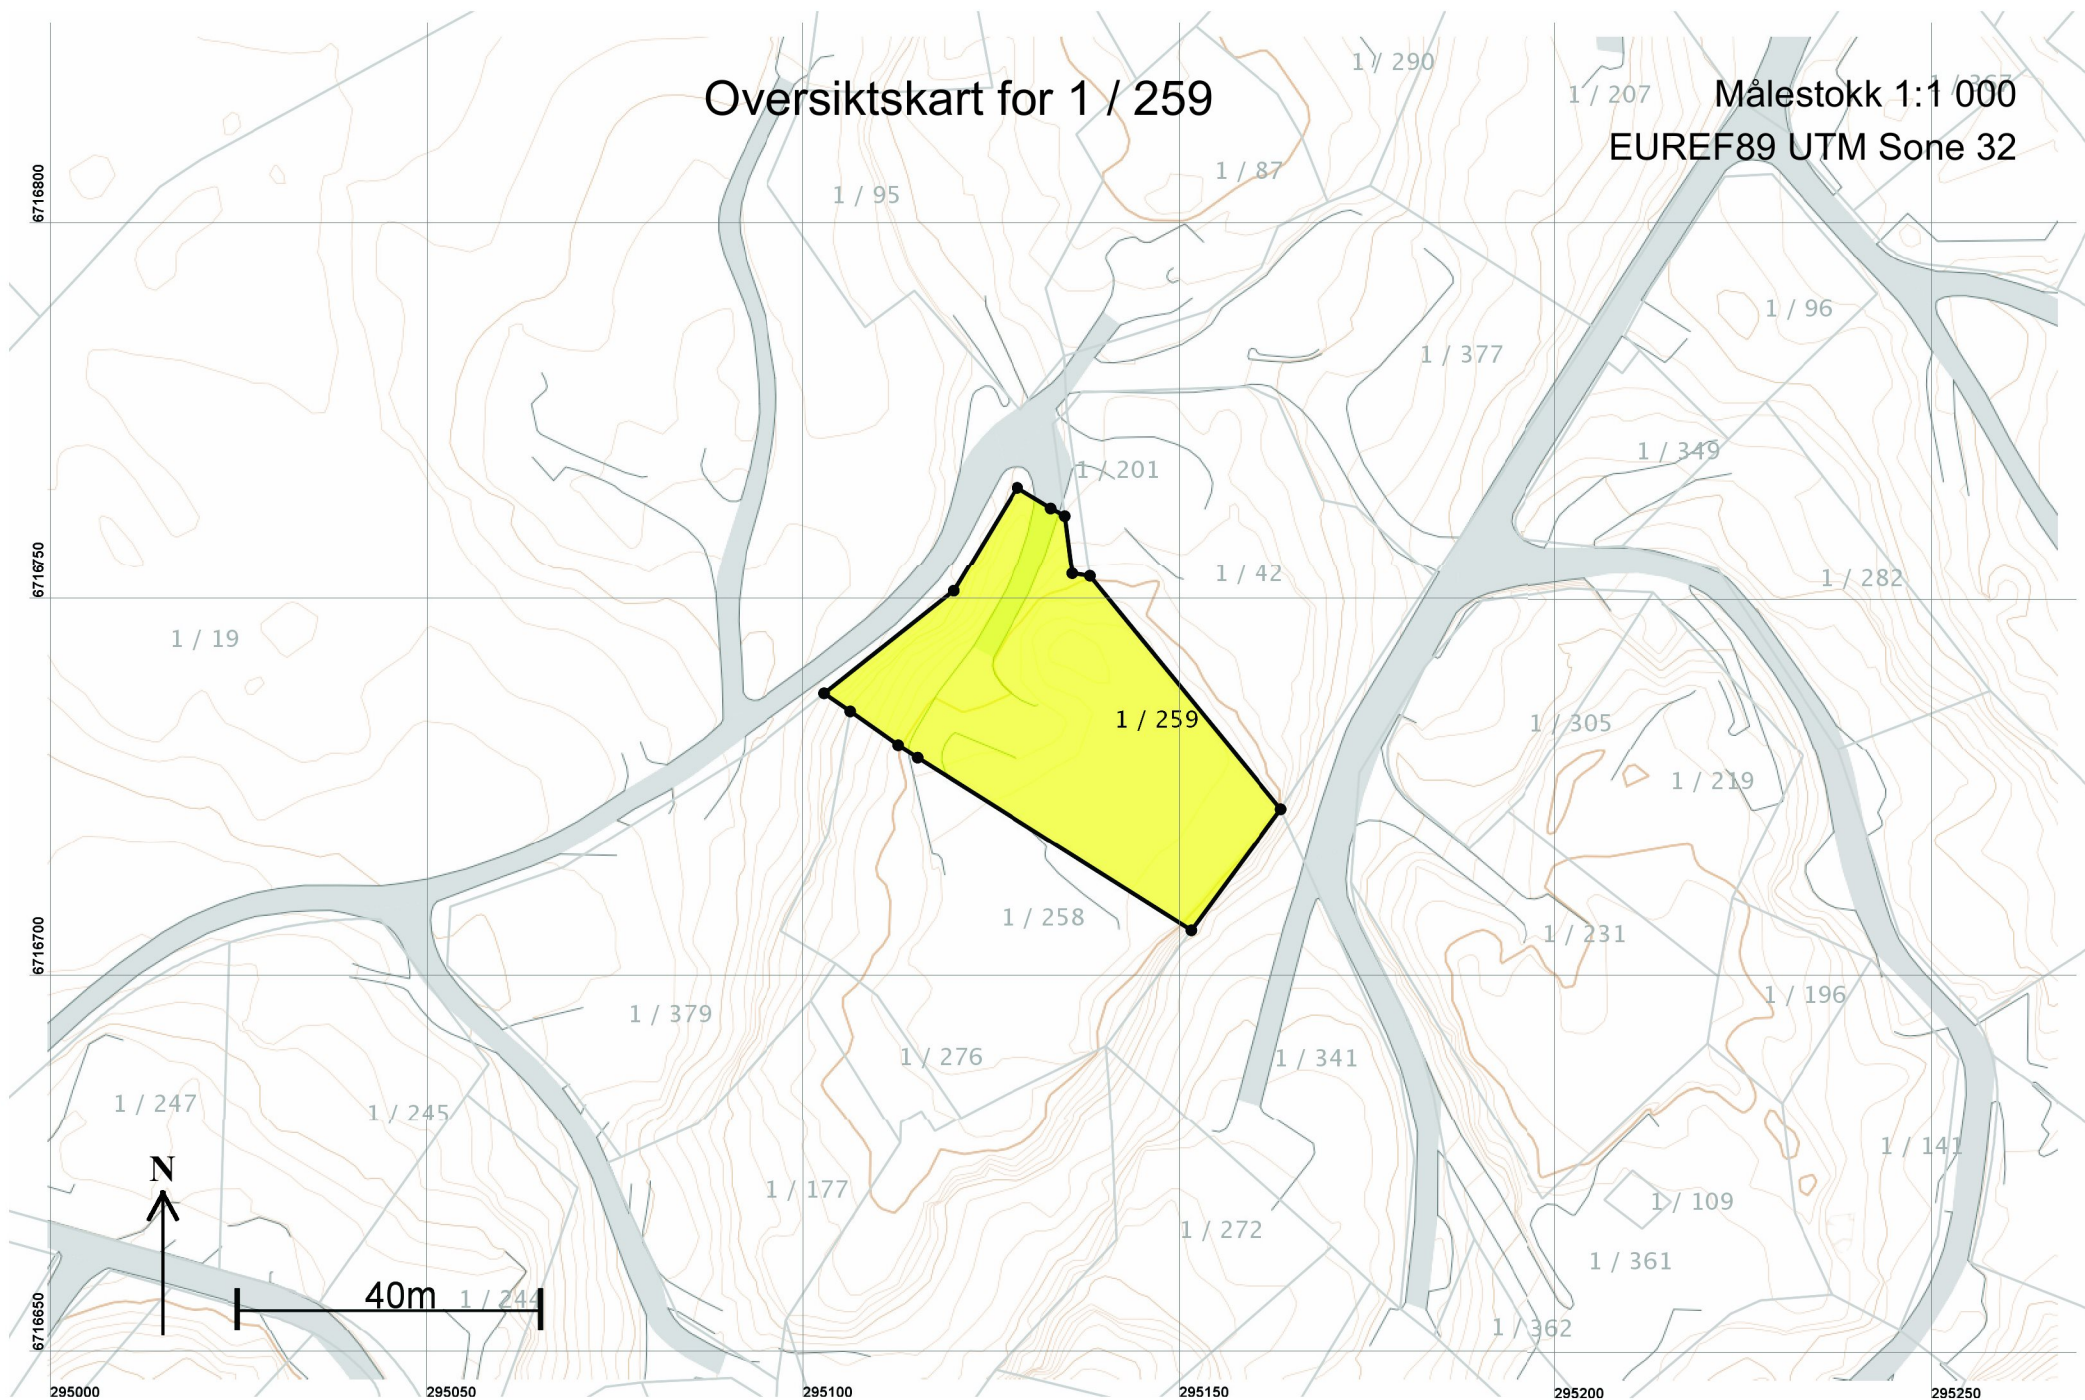 1 / 290
Oversiktskart for 1 / 259
1 / 207
Målestokk 1:1 000
1 / 367
EUREF89 UTM Sone 32
1 / 87
1 / 95
6716800
1 / 96
1 / 377
1 / 349
1 / 201
6716750
1 / 42
1 / 282
1 / 19
1 / 259
1 / 305
1 / 219
1 / 258
1 / 231
6716700
1 / 196
1 / 379
1 / 276
1 / 341
1 / 247
1 / 245
1 / 141
N
1 / 177
1 / 109
1 / 272
1 / 361
40m
1 / 244
6716650
1 / 362
295000
295050
295100
295150
295200
295250